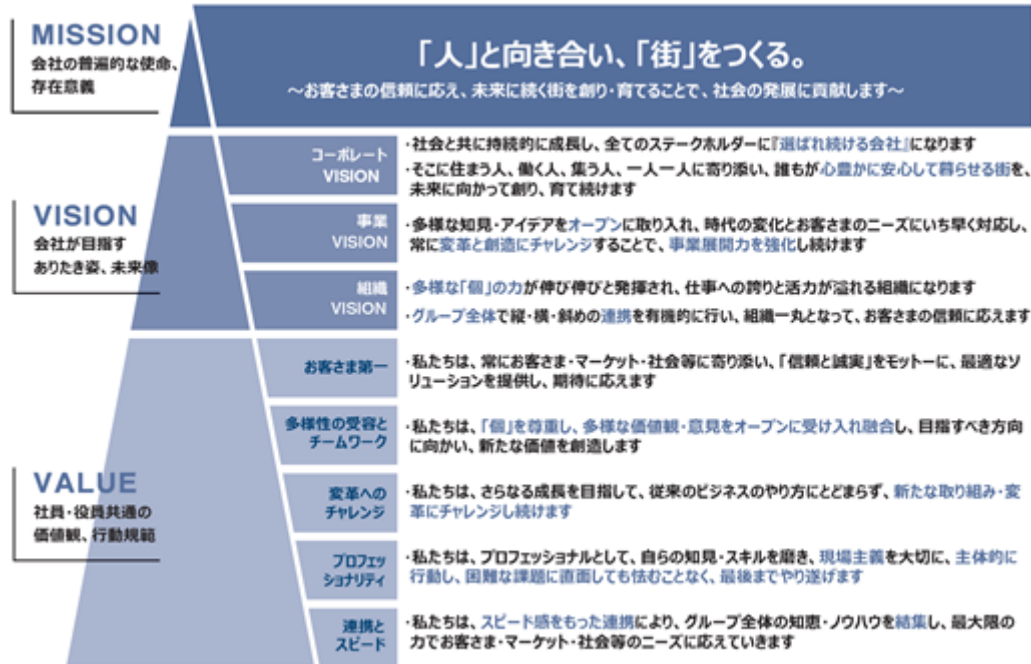 MISSION
会社の普遍的な使命、
存在意義
「人」と向き合い、「街」をつくる。
～お客さまの信頼に応え、未来に続く街を創り・育てることで、社会の発展に貢献します～
VISION
会社が目指す
ありたき姿、未来像
コーポレート
VISION
・社会と共に持続的に成長し、全てのステークホルダーに『選ばれ続ける会社』になります
・そこに住まう人、働く人、集う人、一人一人に寄り添い、誰もが心豊かに安心して暮らせる街を、
未来に向かって創り、育て続けます
事業
VISION
・多様な知見・アイデアをオープンに取り入れ、時代の変化とお客さまのニーズにいち早く対応し、
常に変革と創造にチャレンジすることで、事業展開力を強化し続けます
組織
VISION
・多様な「個」の力が伸び伸びと発揮され、仕事への誇りと活力が溢れる組織になります
・グループ全体で縦・横・斜めの連携を有機的に行い、組織一丸となって、お客さまの信頼に応えます
VALUE
社員・役員共通の
価値観、行動規範
お客さま第一
・私たちは、常にお客さま・マーケット・社会等に寄り添い、「信頼と誠実」をモットーに、最適なソ
リューションを提供し、期待に応えます
多様性の受容と
チームワーク
・私たちは、「個」を尊重し、多様な価値観・意見をオープンに受け入れ融合し、目指すべき方向
に向かい、新たな価値を創造します
変革への
チャレンジ
・私たちは、さらなる成長を目指して、従来のビジネスのやり方にとどまらず、新たな取り組み・変
革にチャレンジし続けます
プロフェッ
ショナリティ
・私たちは、プロフェッショナルとして、自らの知見・スキルを磨き、現場主義を大切に、主体的に
行動し、困難な課題に直面しても怯むことなく、最後までやり遂げます
連携と
スピード
・私たちは、スピード感をもった連携により、グループ全体の知恵・ノウハウを結集し、最大限の
力でお客さま・マーケット・社会等のニーズに応えていきます